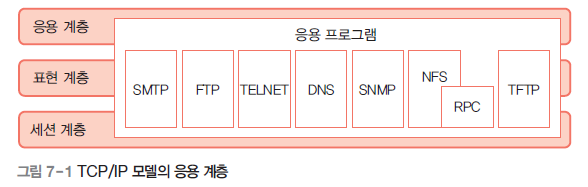 응용 계층
응용 프로그램
표현 계층
SMTP FTP TELNET DNS SNMP NFS RPC TFTP
세션 계층
그림 7-1 TCP/IP 모델의 응용 계층